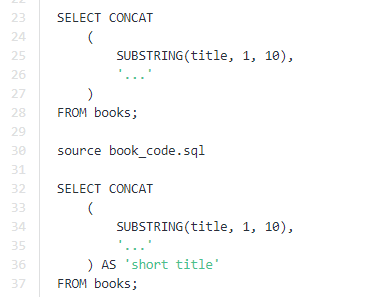 23 SELECT CONCAT
24     (
25         SUBSTRING(title, 1, 10),
26         '...'
27     )
28 FROM books;
29
30 source book_code.sql
31
32 SELECT CONCAT
33     (
34         SUBSTRING(title, 1, 10),
35         '...'
36     ) AS 'short title'
37 FROM books;